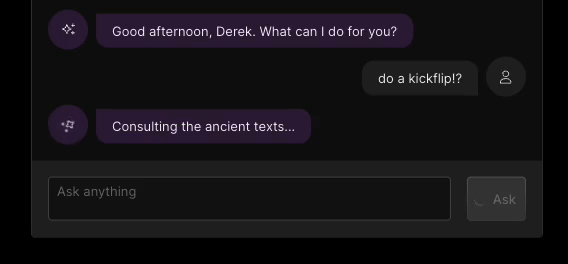 Good afternoon, Derek. What can I do for you?
do a kickflip!?
Consulting the ancient texts...
Ask anything
Ask